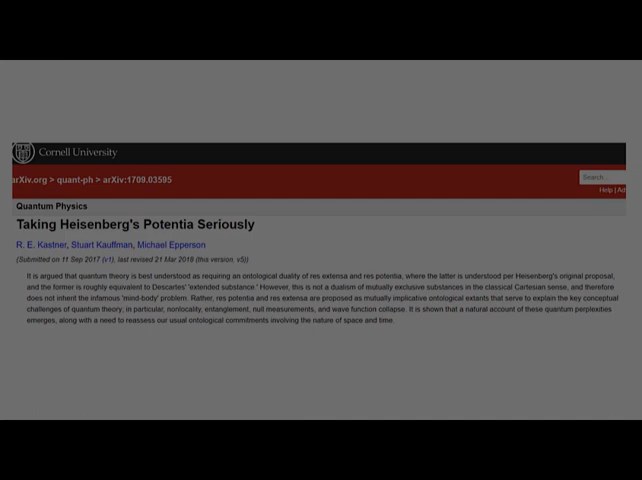 Cornell University
arXiv.org > quant-ph > arXiv:1709.03595
Search...
Help | Ad
Quantum Physics
Taking Heisenberg's Potentia Seriously
R. E. Kastner, Stuart Kauffman, Michael Epperson
(Submitted on 11 Sep 2017 (v1), last revised 21 Mar 2018 (this version, v5))
It is argued that quantum theory is best understood as requiring an ontological duality of res extensa and res potentia, where the latter is understood per Heisenberg's original proposal,
and the former is roughly equivalent to Descartes' 'extended substance.' However, this is not a dualism of mutually exclusive substances in the classical Cartesian sense, and therefore
does not inherit the infamous 'mind-body' problem. Rather, res potentia and res extensa are proposed as mutually implicative ontological extants that serve to explain the key conceptual
challenges of quantum theory; in particular, nonlocality, entanglement, null measurements, and wave function collapse. It is shown that a natural account of these quantum perplexities
emerges, along with a need to reassess our usual ontological commitments involving the nature of space and time.